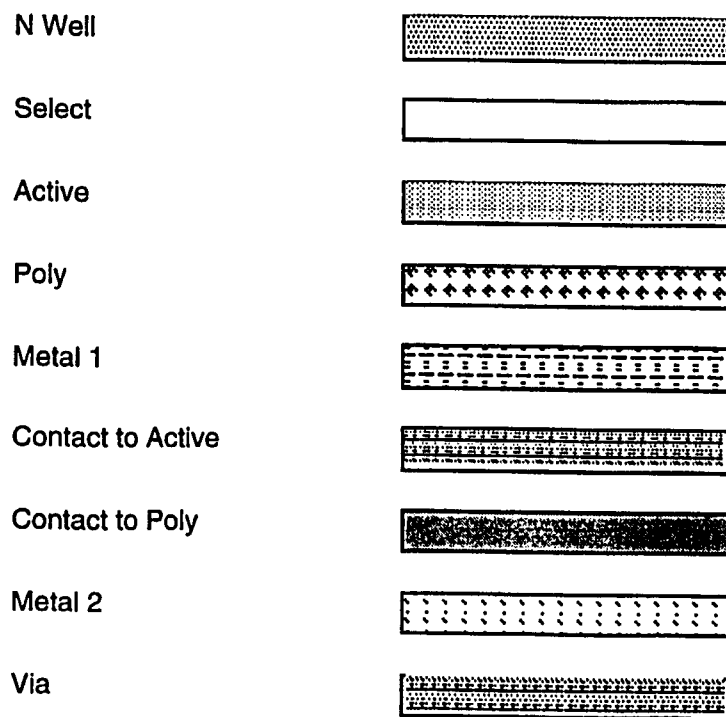 N Well
Select
Active
Poly
Metal 1
Contact to Active
Contact to Poly
Metal 2
Via